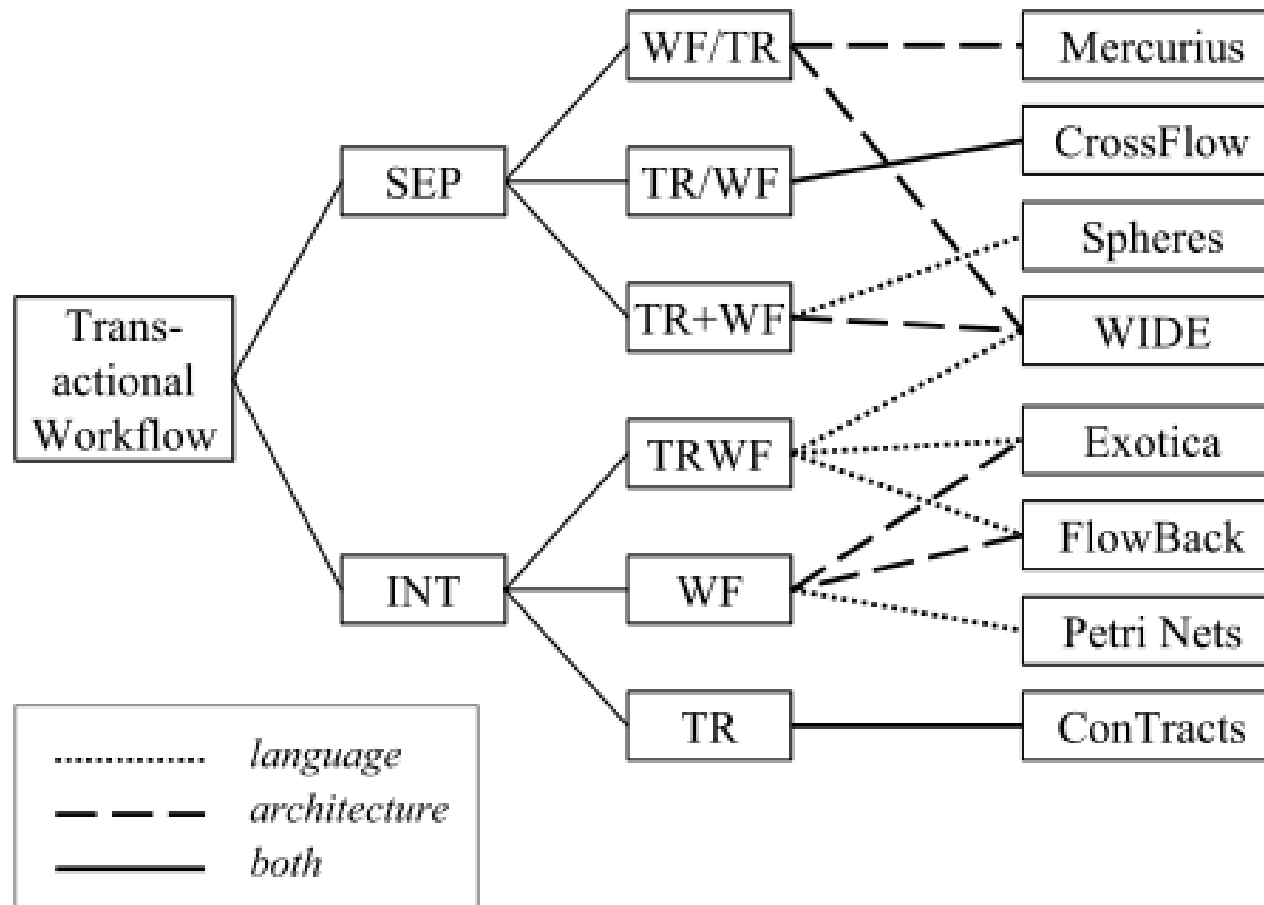 WF/TR
Mercurius
CrossFlow
SEP
TR/WF
Spheres
TR+WF
WIDE
Trans-
actional
Workflow
TRWF
Exotica
FlowBack
INT
WF
Petri Nets
TR
ConTracts
language
architecture
both